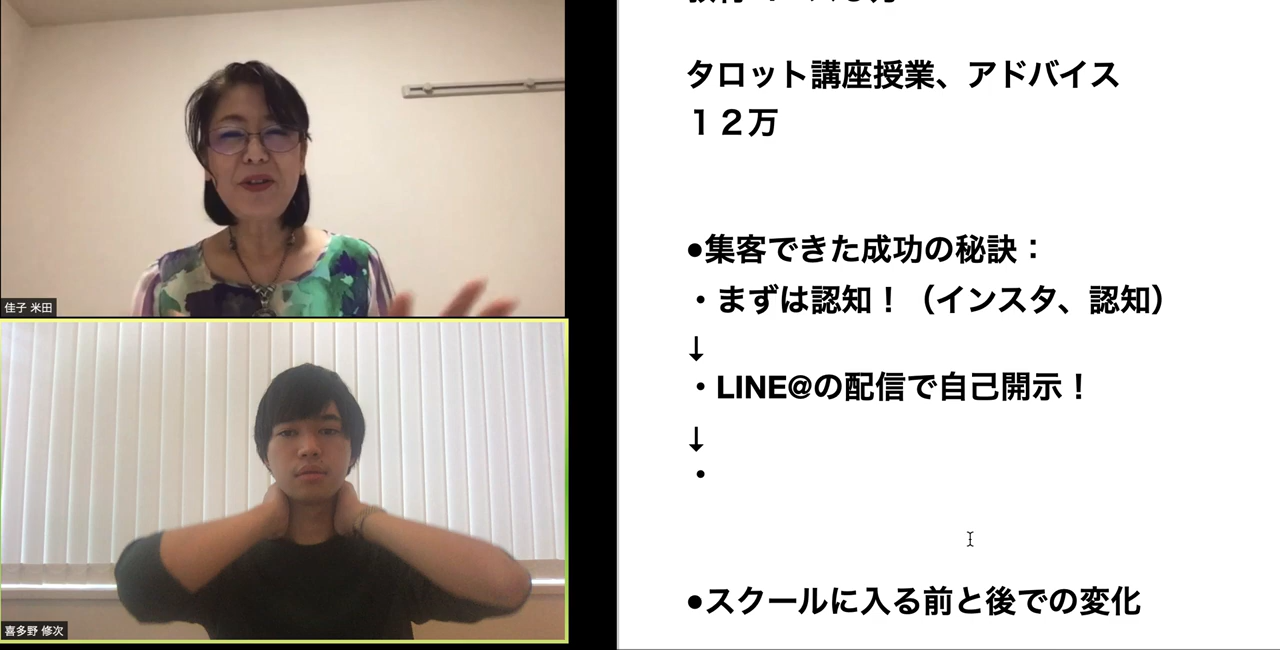 佳子 米田
喜多野 修次
タロット講座授業、アドバイス
１２万
●集客できた成功の秘訣：
・まずは認知！（インスタ、認知）
↓
・LINE@の配信で自己開示！
↓
・
●スクールに入る前と後での変化